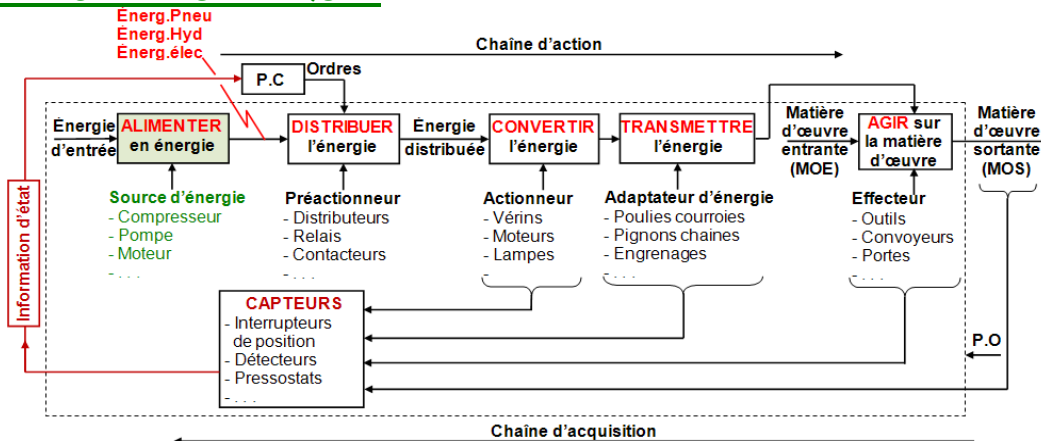 Énerg.Pneu
Énerg.Hyd
Énerg.élec
Chaîne d'action
P.C
Ordres
Énergie
d'entrée
ALIMENTER
en énergie
DISTRIBUER
l'énergie
Énergie
distribuée
CONVERTIR
l'énergie
TRANSMETTRE
l'énergie
Matière
d'œuvre
entrante
(MOE)
AGIR sur
la matière
d'œuvre
Matière
d'œuvre
sortante
(MOS)
Source d'énergie
- Compresseur
- Pompe
- Moteur
- . . .
Préactionneur
- Distributeurs
- Relais
- Contacteurs
- . . .
Actionneur
- Vérins
- Moteurs
- Lampes
Adaptateur d'énergie
- Poulies courroies
- Pignons chaines
- Engrenages
- . . .
Effecteur
- Outils
- Convoyeurs
- Portes
- . . .
Information d'état
CAPTEURS
- Interrupteurs
de position
- Détecteurs
- Pressostats
- . . .
P.O
Chaîne d'acquisition